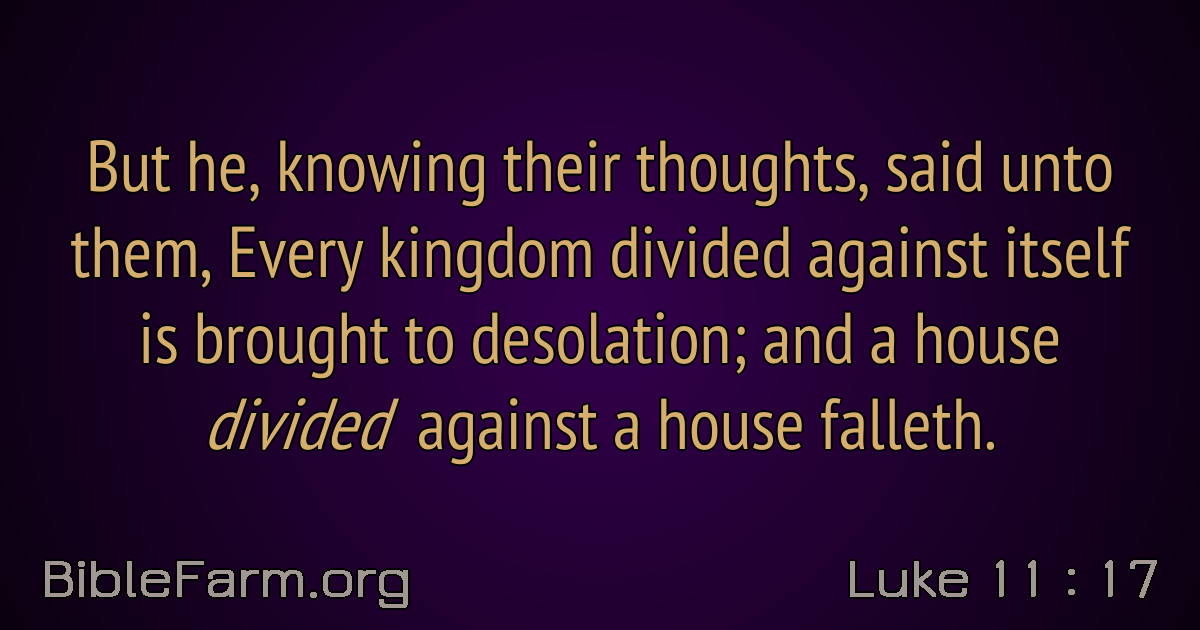 But he, knowing their thoughts, said unto
them, Every kingdom divided against itself
is brought to desolation; and a house
divided against a house falleth.
BibleFarm.org
Luke 11 : 17